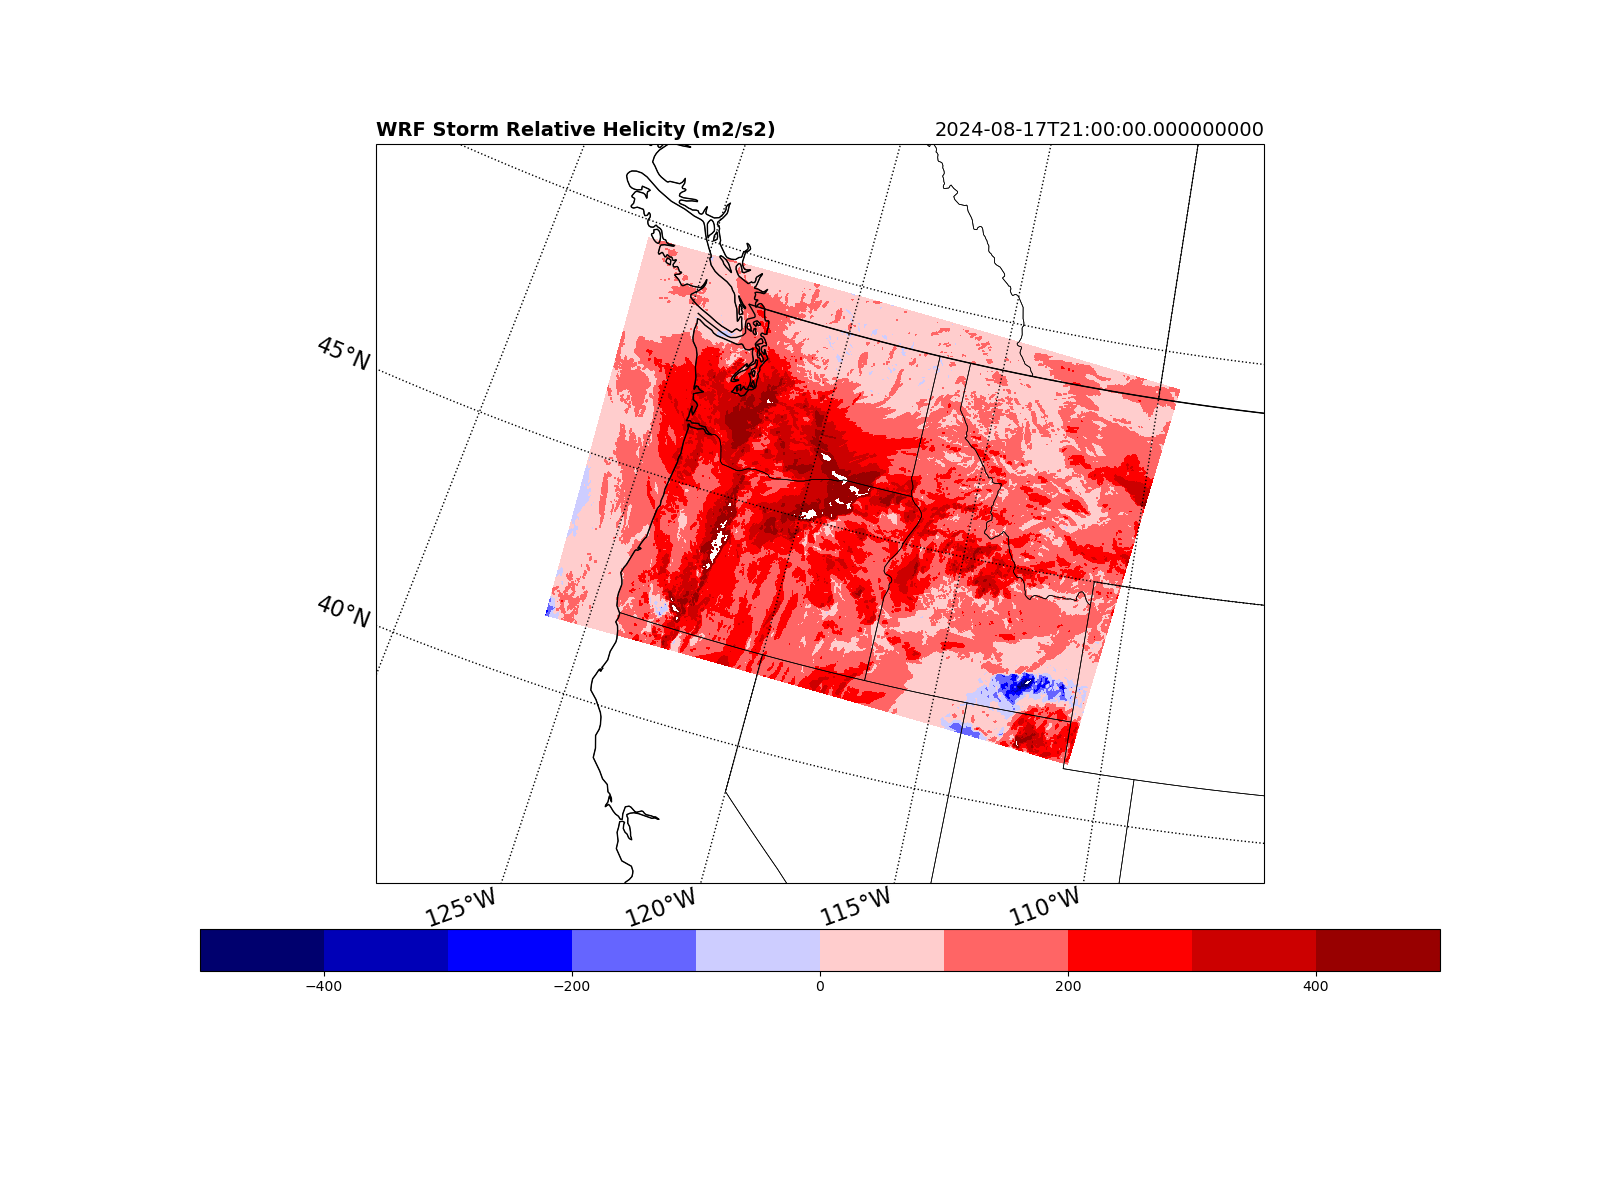 WRF Storm Relative Helicity (m2/s2) 2024-08-17T21:00:00.000000000
45°N
40°N
125°W 120°W 115°W 110°W
−400 −200 0 200 400